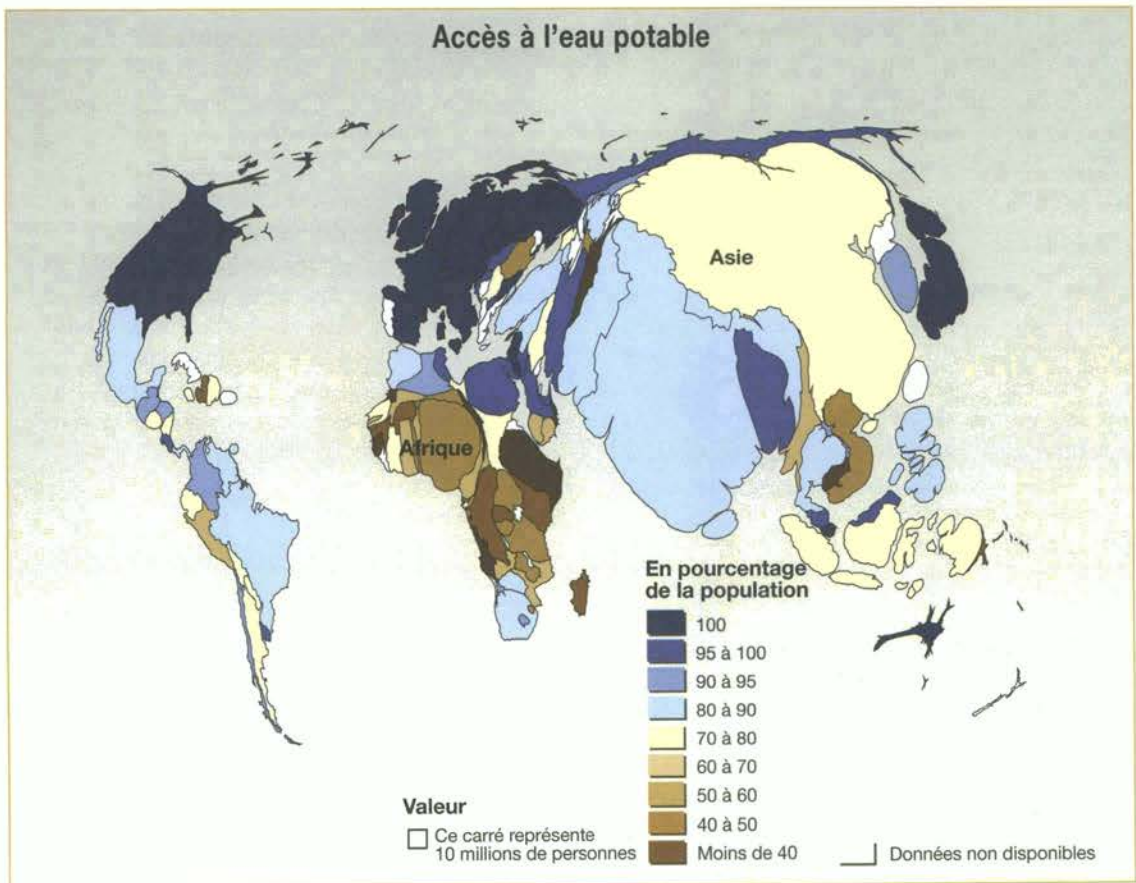 Accès à l'eau potable
Asie
Afrique
En pourcentage
de la population
100
95 à 100
90 à 95
80 à 90
70 à 80
60 à 70
50 à 60
40 à 50
Moins de 40
Valeur
Ce carré représente
10 millions de personnes
Données non disponibles